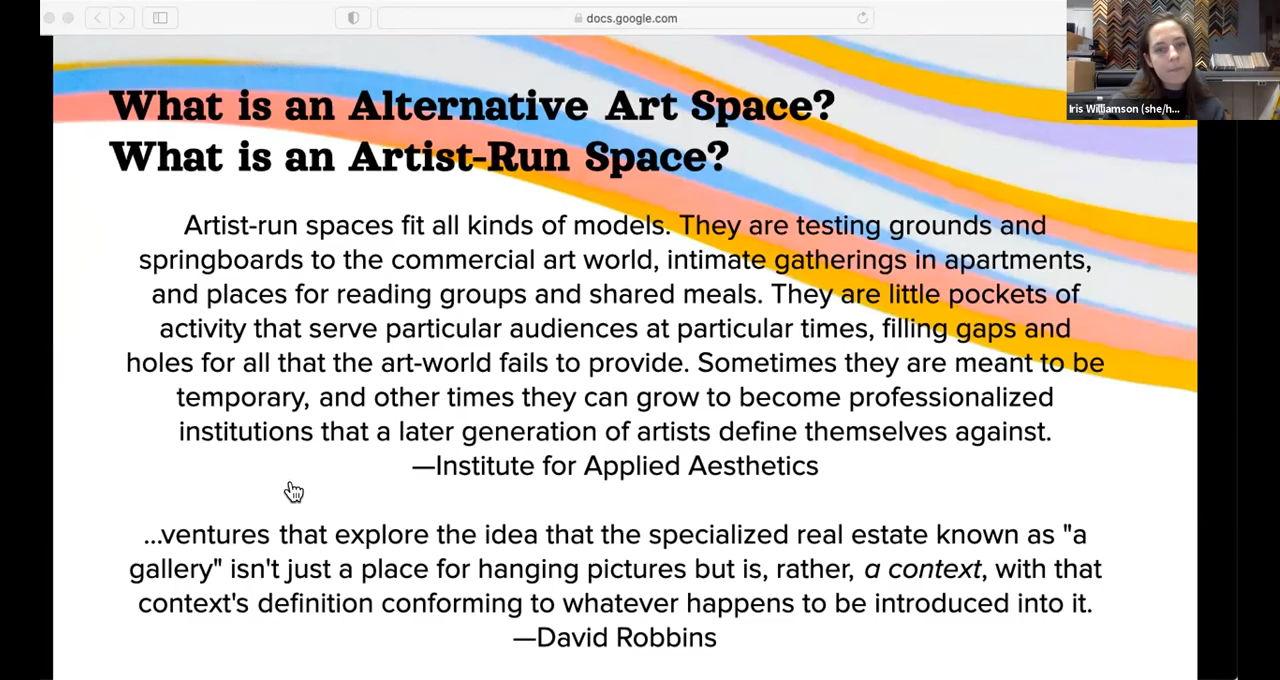 docs.google.com
Iris Williamson (she/h...
What is an Alternative Art Space?
What is an Artist-Run Space?
Artist-run spaces fit all kinds of models. They are testing grounds and
springboards to the commercial art world, intimate gatherings in apartments,
and places for reading groups and shared meals. They are little pockets of
activity that serve particular audiences at particular times, filling gaps and
holes for all that the art-world fails to provide. Sometimes they are meant to be
temporary, and other times they can grow to become professionalized
institutions that a later generation of artists define themselves against.
—Institute for Applied Aesthetics
...ventures that explore the idea that the specialized real estate known as "a
gallery" isn't just a place for hanging pictures but is, rather, a context, with that
context's definition conforming to whatever happens to be introduced into it.
—David Robbins